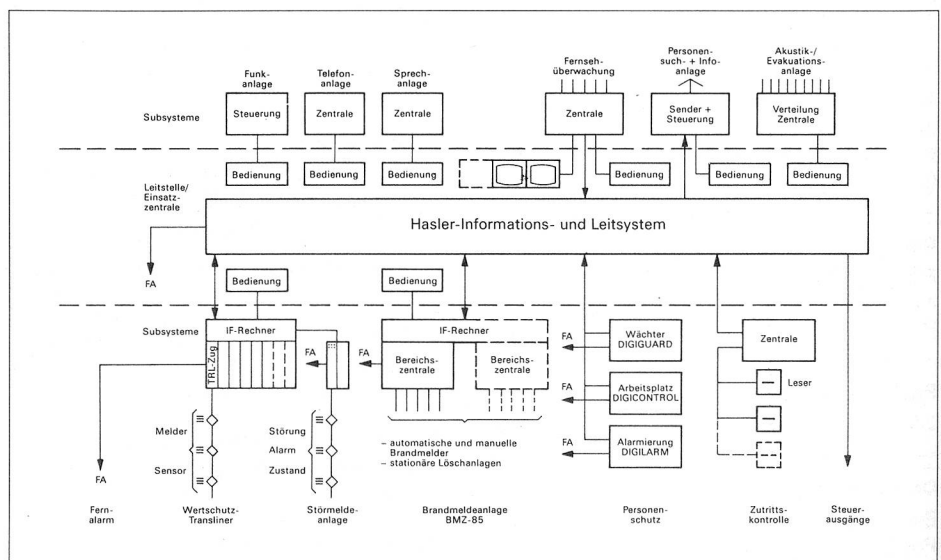 Funk-
anlage
Telefon-
anlage
Sprech-
anlage
Fernseh-
überwachung
Personen-
such- + Info-
anlage
Akustik-/
Evakuations-
anlage
Subsysteme
Steuerung
Zentrale
Zentrale
Zentrale
Sender +
Steuerung
Verteilung
Zentrale
Bedienung
Bedienung
Bedienung
Bedienung
Bedienung
Bedienung
Leitstelle/
Einsatz-
zentrale
Hasler-Informations- und Leitsystem
FA
Bedienung
Bedienung
Subsysteme
IF-Rechner
TRL-Zug
FA
FA
IF-Rechner
Bereichs-
zentrale
Bereichs-
zentrale
FA
Wächter
DIGIGUARD
Zentrale
FA
Arbeitsplatz
DIGICONTROL
Leser
FA
Alarmierung
DIGILARM
Melder
Sensor
Störung
Alarm
Zustand
– automatische und manuelle
Brandmelder
– stationäre Löschanlagen
FA
Fern-
alarm
Wertschutz-
Transliner
Störmelde-
anlage
Brandmeldeanlage
BMZ-85
Personen-
schutz
Zutritts-
kontrolle
Steuer-
ausgänge